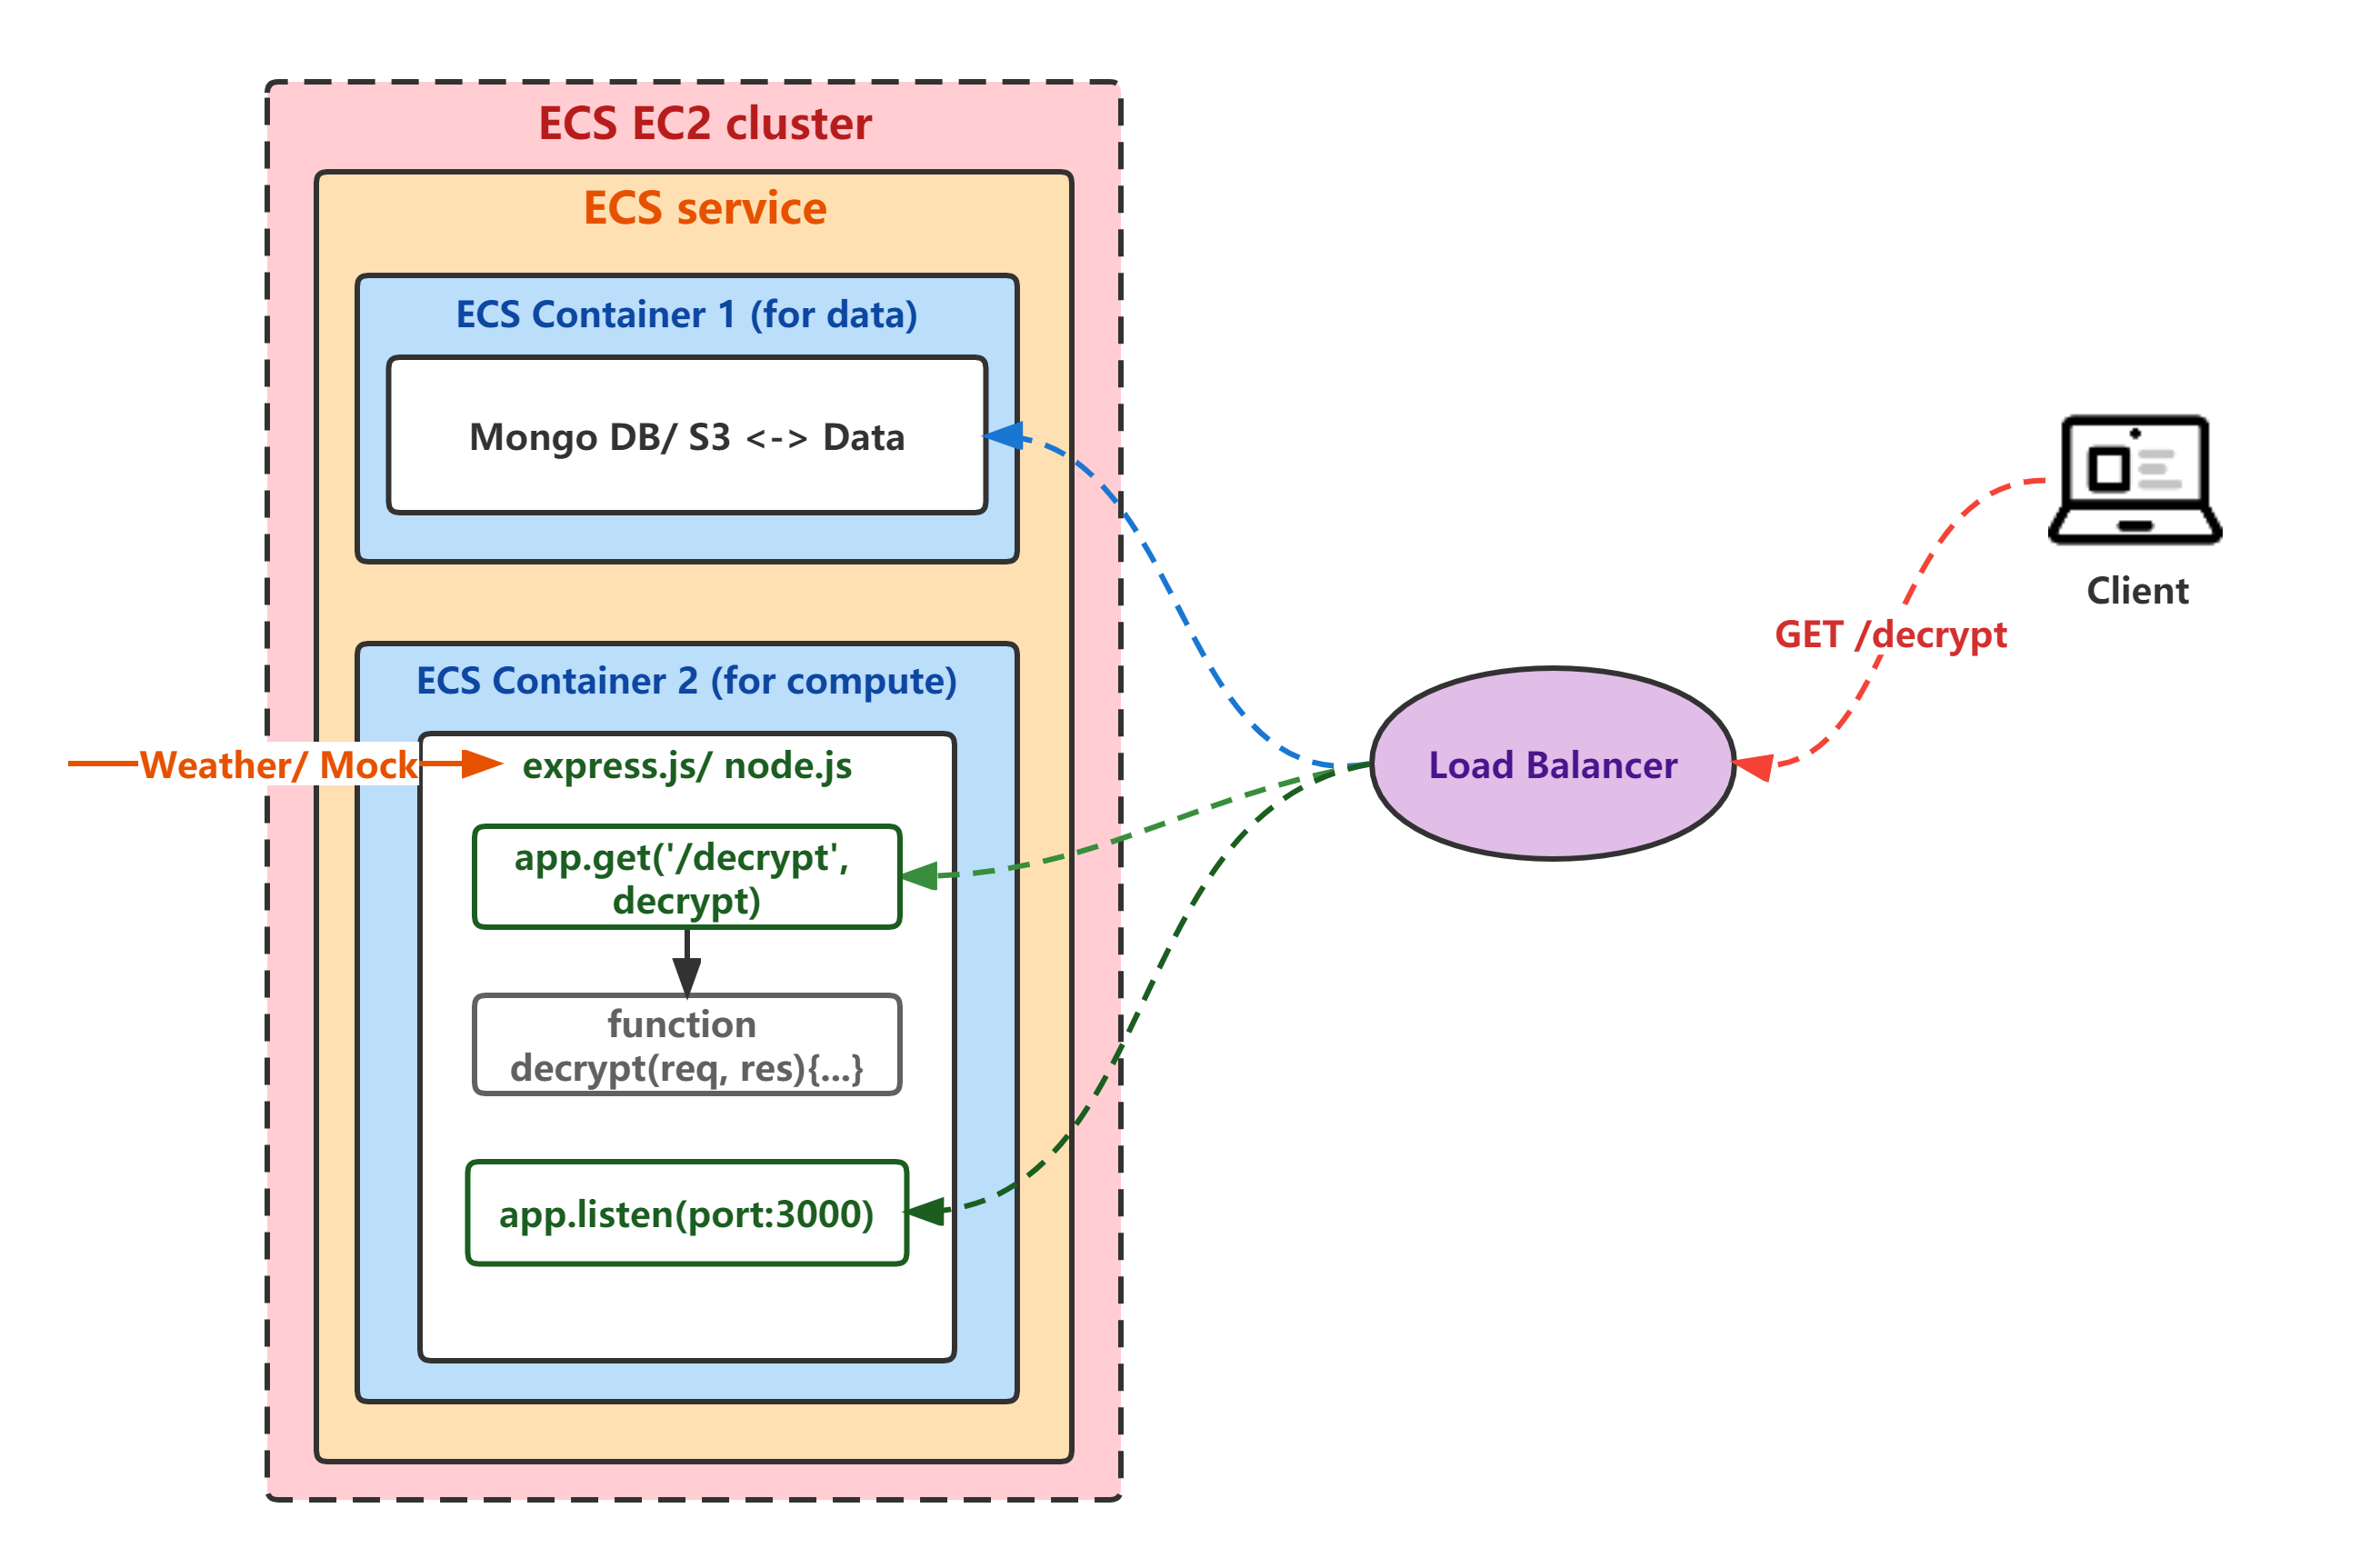 ECS EC2 cluster
ECS service
ECS Container 1 (for data)
Mongo DB/ S3 <-> Data
ECS Container 2 (for compute)
Weather/ Mock
express.js/ node.js
app.get('/decrypt',
decrypt)
function
decrypt(req, res){...}
app.listen(port:3000)
Load Balancer
GET /decrypt
Client